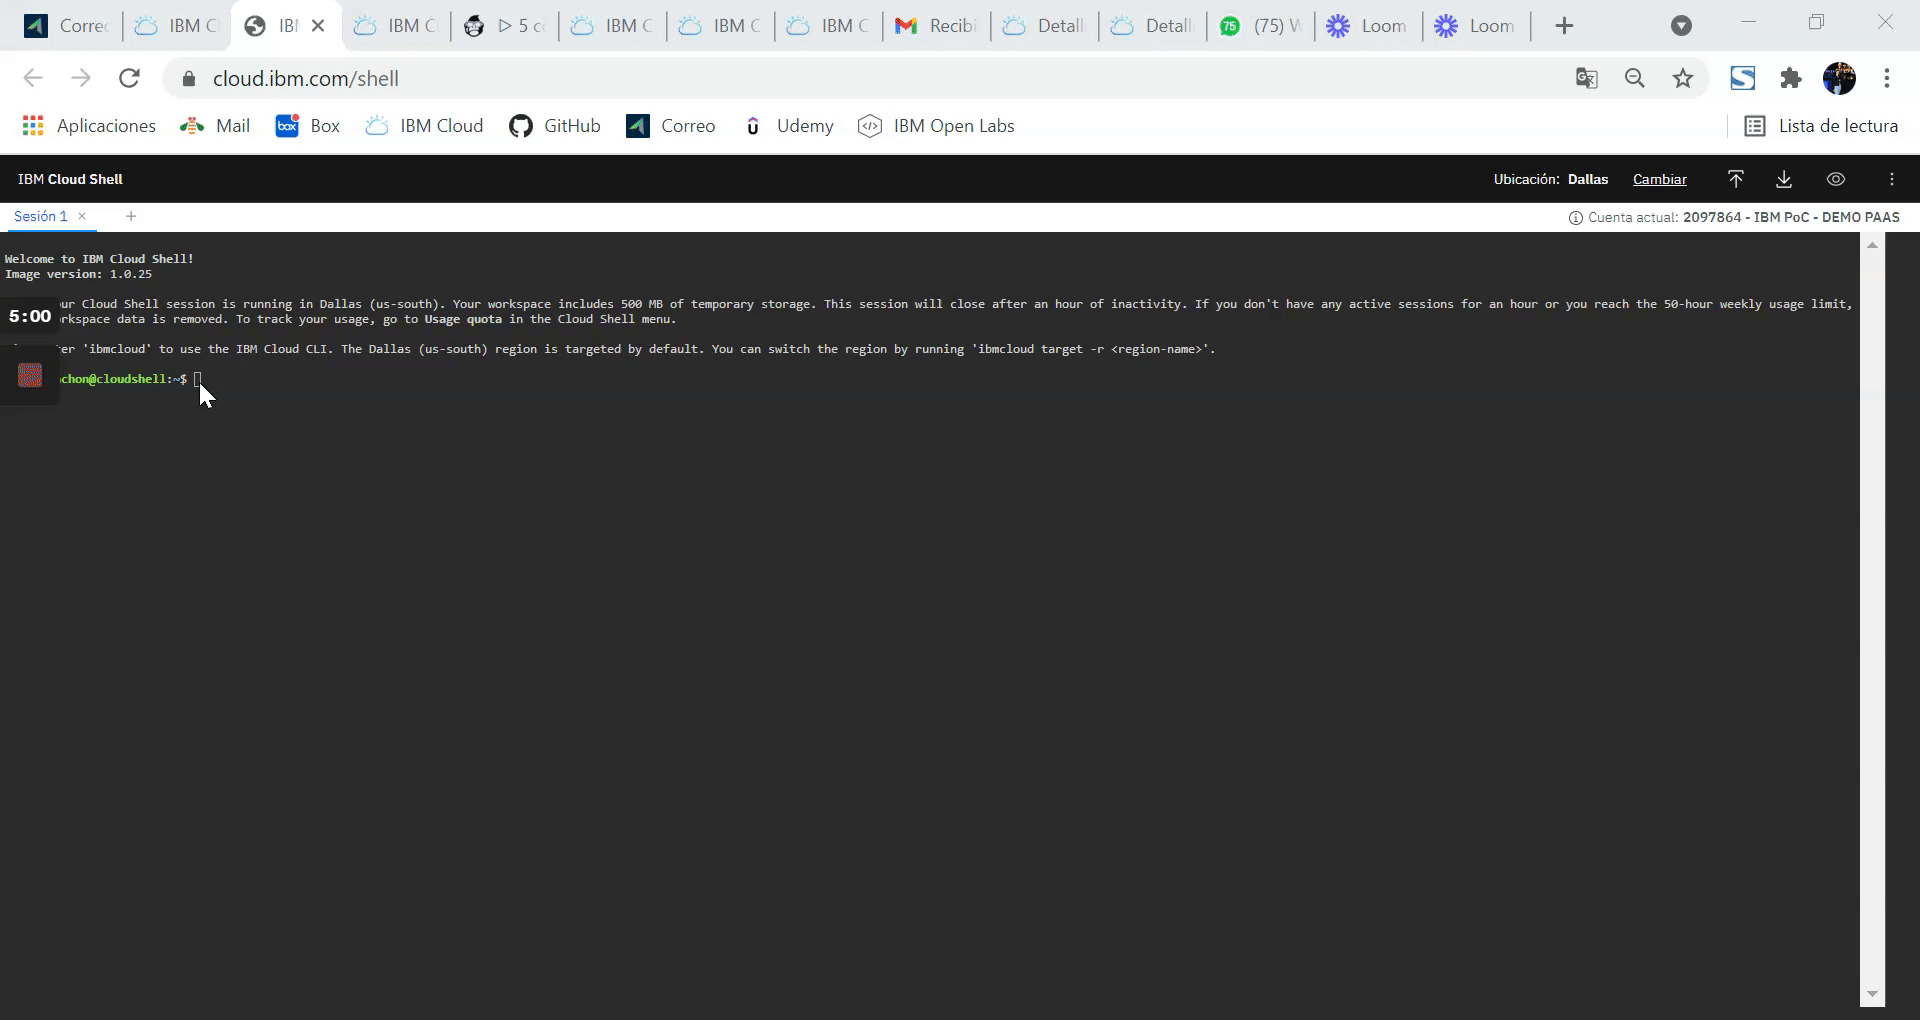 Correo IBM C IBM C IBM C 5 c IBM C IBM C IBM C Recibi Detall Detall 75 (75) W Loom Loom
cloud.ibm.com/shell
Aplicaciones Mail box Box IBM Cloud GitHub Correo Udemy IBM Open Labs Lista de lectura
IBM Cloud Shell Ubicación: Dallas Cambiar
Sesión 1 Cuenta actual: 2097864 - IBM PoC - DEMO PAAS
Welcome to IBM Cloud Shell!
Image version: 1.0.25
ur Cloud Shell session is running in Dallas (us-south). Your workspace includes 500 MB of temporary storage. This session will close after an hour of inactivity. If you don't have any active sessions for an hour or you reach the 50-hour weekly usage limit,
5:00
rkspace data is removed. To track your usage, go to Usage quota in the Cloud Shell menu.
er 'ibmcloud' to use the IBM Cloud CLI. The Dallas (us-south) region is targeted by default. You can switch the region by running 'ibmcloud target -r <region-name>'.
chon@cloudshell:~$